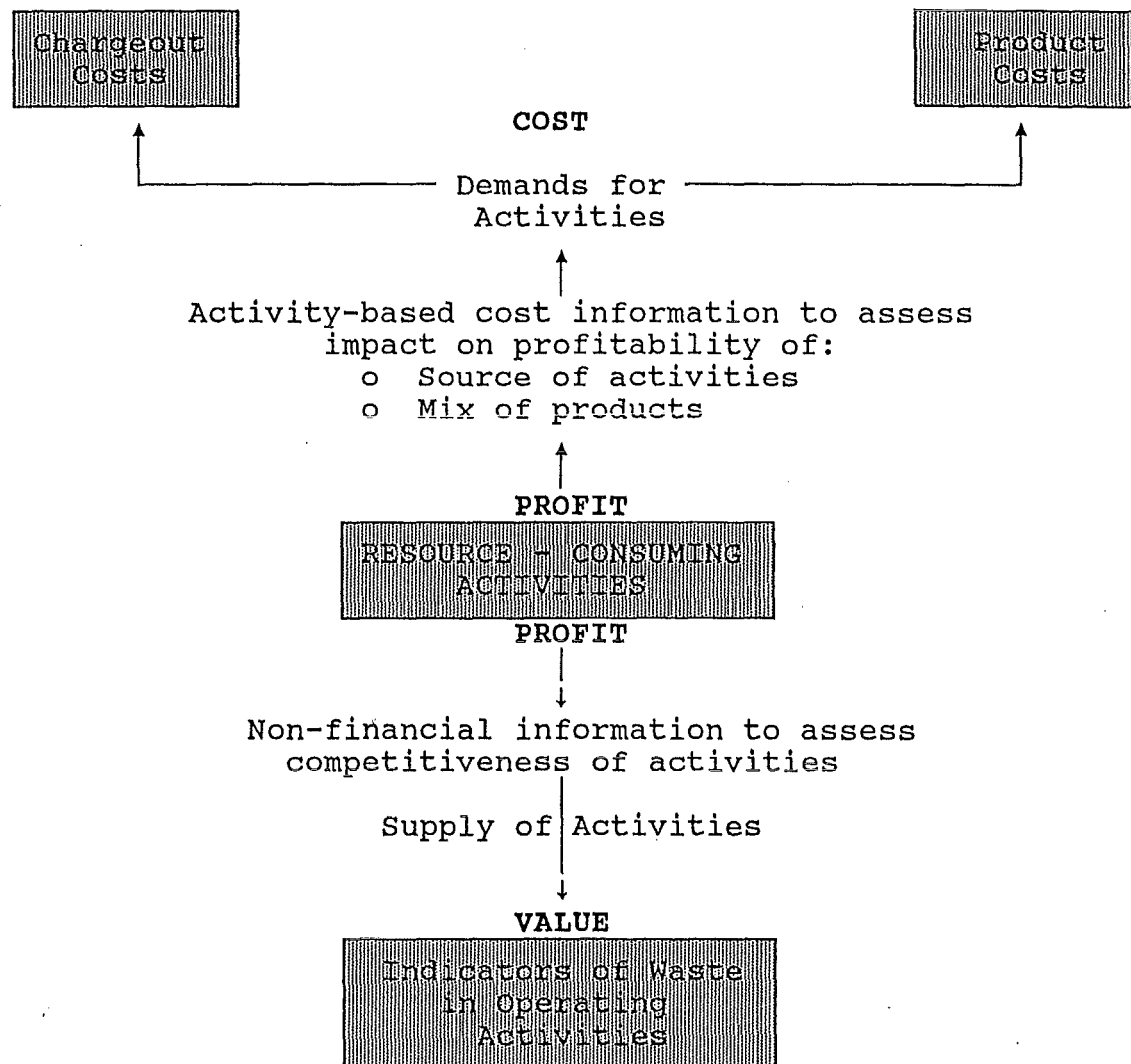 Chargeout
Costs
Product
Costs
COST
Demands for
Activities
Activity-based cost information to assess
impact on profitability of:
o Source of activities
o Mix of products
PROFIT
RESOURCE - CONSUMING
ACTIVITIES
PROFIT
Non-financial information to assess
competitiveness of activities
Supply of Activities
VALUE
Indicators of Waste
in Operating
Activities